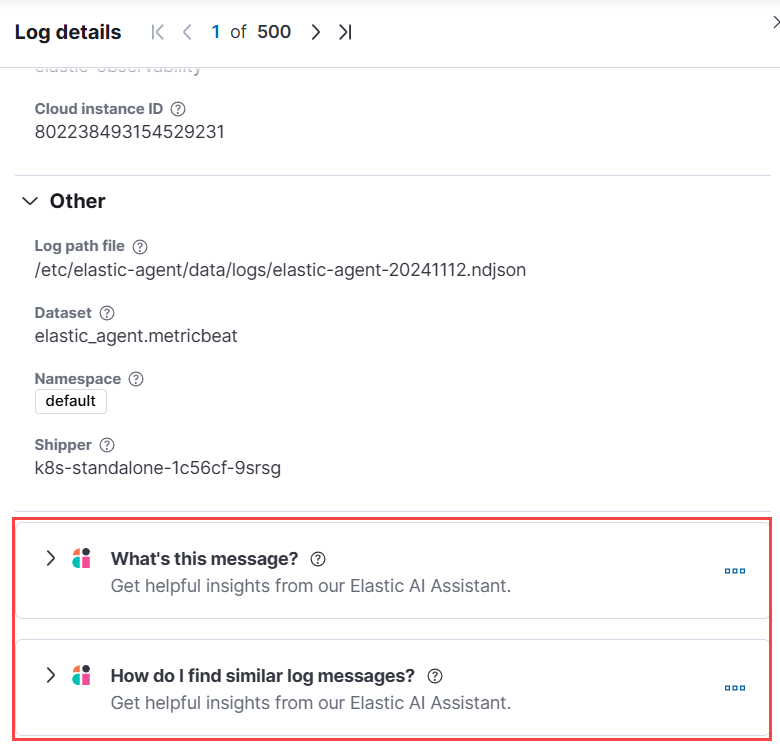 Log details 1 of 500
elastic-observability
Cloud instance ID
802238493154529231
Other
Log path file
/etc/elastic-agent/data/logs/elastic-agent-20241112.ndjson
Dataset
elastic_agent.metricbeat
Namespace
default
Shipper
k8s-standalone-1c56cf-9srsg
What's this message?
Get helpful insights from our Elastic AI Assistant.
How do I find similar log messages?
Get helpful insights from our Elastic AI Assistant.